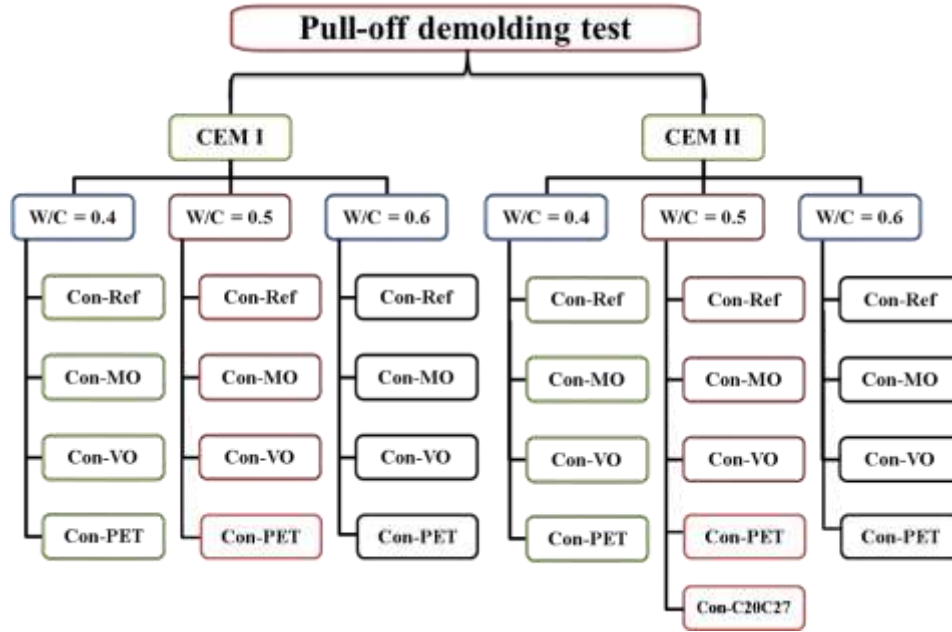 Pull-off demolding test
CEM I
CEM II
W/C = 0.4
W/C = 0.5
W/C = 0.6
W/C = 0.4
W/C = 0.5
W/C = 0.6
Con-Ref
Con-Ref
Con-Ref
Con-Ref
Con-Ref
Con-Ref
Con-MO
Con-MO
Con-MO
Con-MO
Con-MO
Con-MO
Con-VO
Con-VO
Con-VO
Con-VO
Con-VO
Con-VO
Con-PET
Con-PET
Con-PET
Con-PET
Con-PET
Con-PET
Con-C20C27